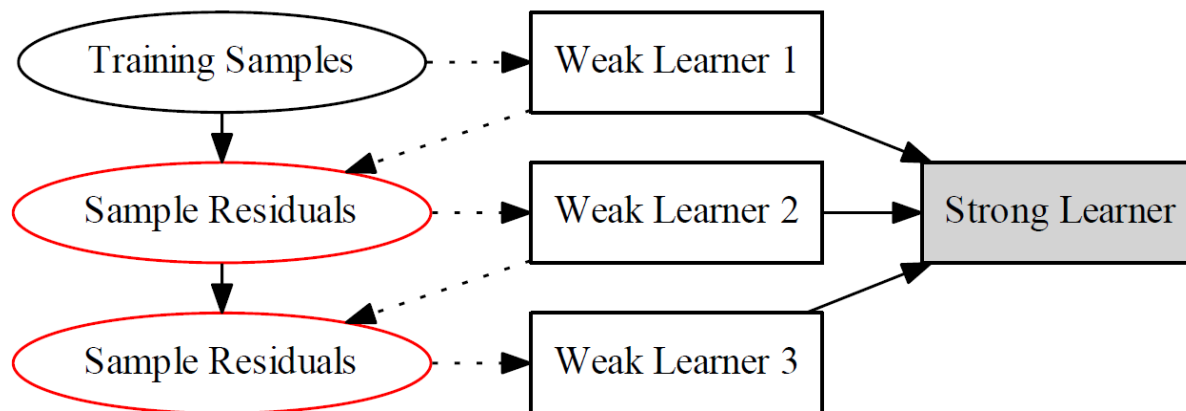 Training Samples
Weak Learner 1
Sample Residuals
Weak Learner 2
Strong Learner
Sample Residuals
Weak Learner 3